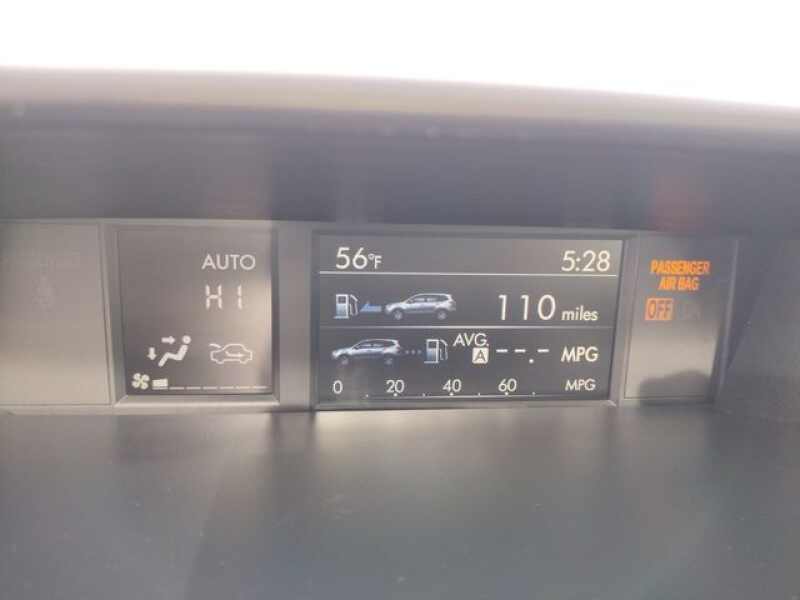 AUTO
HI
56°F 5:28
110 miles
AVG. A --.- MPG
0 20 40 60 MPG
PASSENGER
AIR BAG
OFF